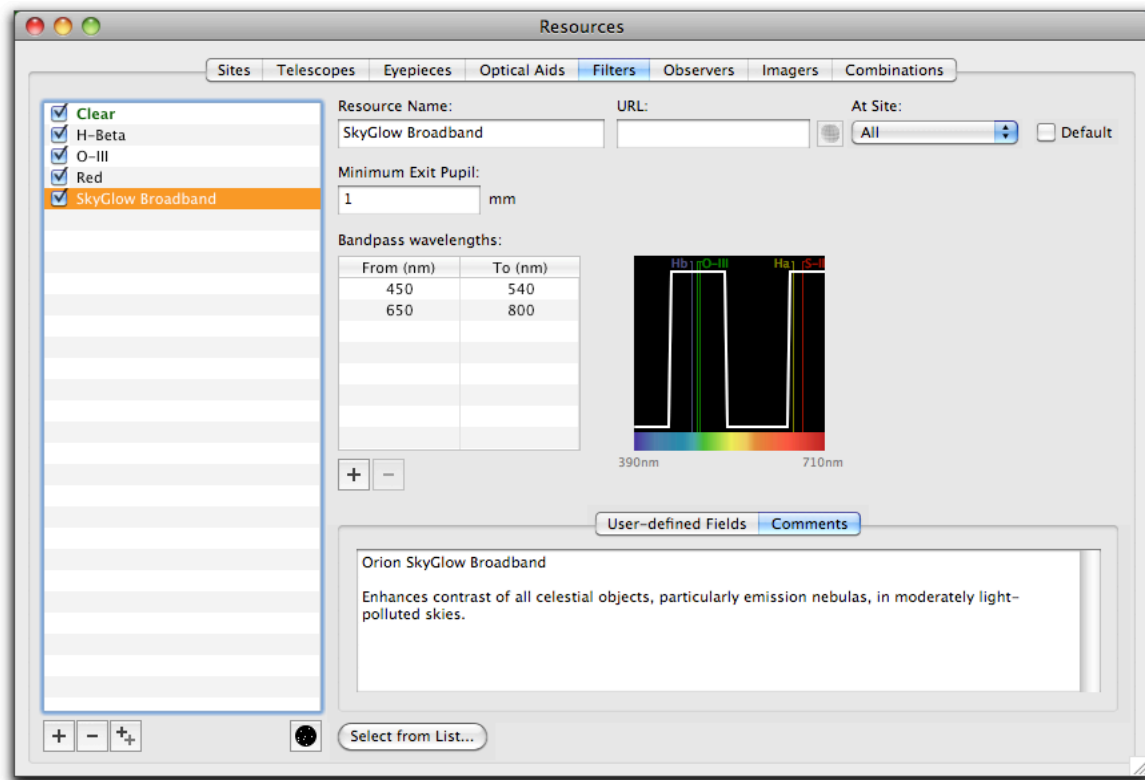 Resources
Sites Telescopes Eyepieces Optical Aids Filters Observers Imagers Combinations
Clear
H-Beta
O-III
Red
SkyGlow Broadband
Resource Name: URL: At Site:
SkyGlow Broadband All Default
Minimum Exit Pupil:
1 mm
Bandpass wavelengths:
From (nm) To (nm)
450 540
650 800
Hb O-III Ha S-II
390nm 710nm
User-defined Fields Comments
Orion SkyGlow Broadband
Enhances contrast of all celestial objects, particularly emission nebulas, in moderately light-
polluted skies.
Select from List...